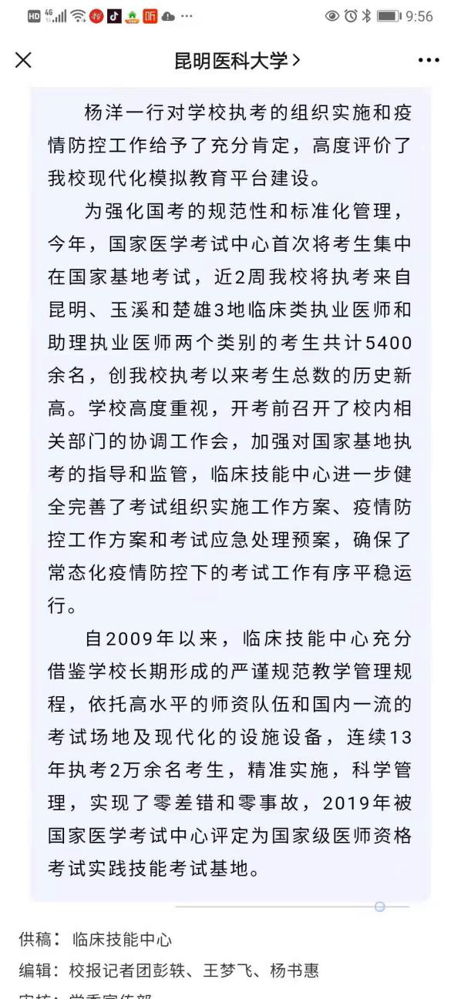 HD 4G 9:56
昆明医科大学
杨洋一行对学校执考的组织实施和疫
情防控工作给予了充分肯定，高度评价了
我校现代化模拟教育平台建设。
为强化国考的规范性和标准化管理，
今年，国家医学考试中心首次将考生集中
在国家基地考试，近2周我校将执考来自
昆明、玉溪和楚雄3地临床类执业医师和
助理执业医师两个类别的考生共计5400
余名，创我校执考以来考生总数的历史新
高。学校高度重视，开考前召开了校内相
关部门的协调工作会，加强对国家基地执
考的指导和监管，临床技能中心进一步健
全完善了考试组织实施工作方案、疫情防
控工作方案和考试应急处理预案，确保了
常态化疫情防控下的考试工作有序平稳运
行。
自2009年以来，临床技能中心充分
借鉴学校长期形成的严谨规范教学管理规
程，依托高水平的师资队伍和国内一流的
考试场地及现代化的设施设备，连续13
年执考2万余名考生，精准实施，科学管
理，实现了零差错和零事故，2019年被
国家医学考试中心评定为国家级医师资格
考试实践技能考试基地。
供稿：临床技能中心
编辑：校报记者团彭轶、王梦飞、杨书惠